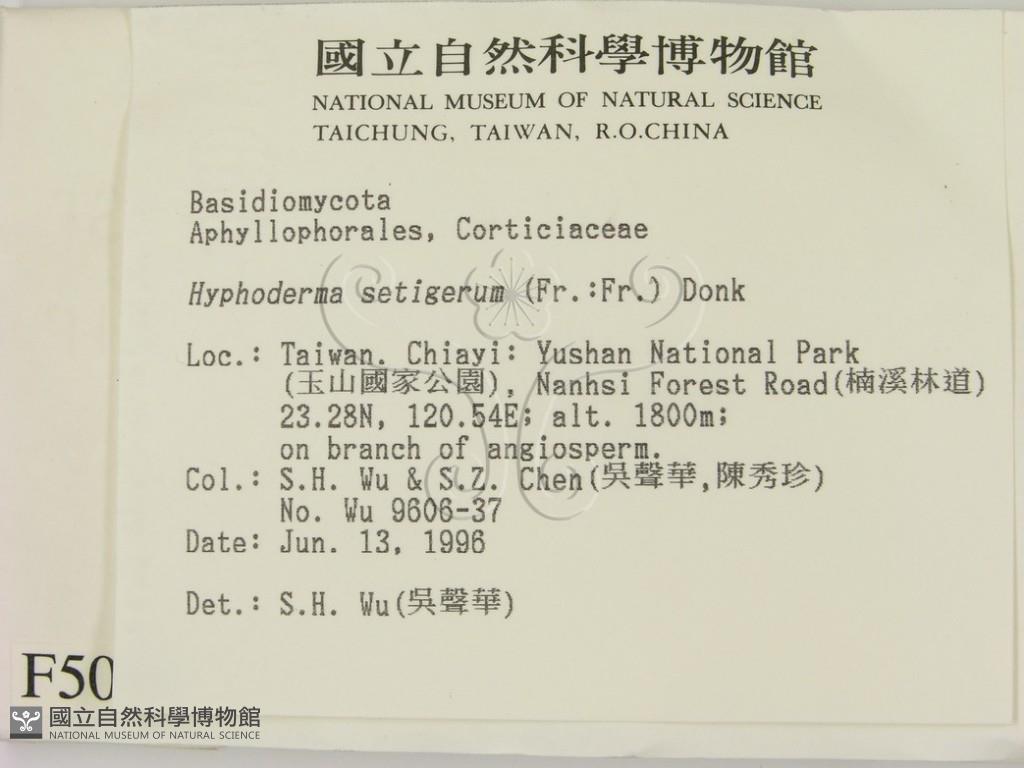 國立自然科學博物館
NATIONAL MUSEUM OF NATURAL SCIENCE
TAICHUNG, TAIWAN, R.O.CHINA
Basidiomycota
Aphyllophorales, Corticiaceae
Hyphoderma setigerum (Fr.:Fr.) Donk
Loc.: Taiwan. Chiayi: Yushan National Park
(玉山國家公園), Nanhsi Forest Road(楠溪林道)
23.28N, 120.54E; alt. 1800m;
on branch of angiosperm.
Col.: S.H. Wu & S.Z. Chen(吳聲華,陳秀珍)
No. Wu 9606-37
Date: Jun. 13, 1996
Det.: S.H. Wu(吳聲華)
F50
國立自然科學博物館
NATIONAL MUSEUM OF NATURAL SCIENCE